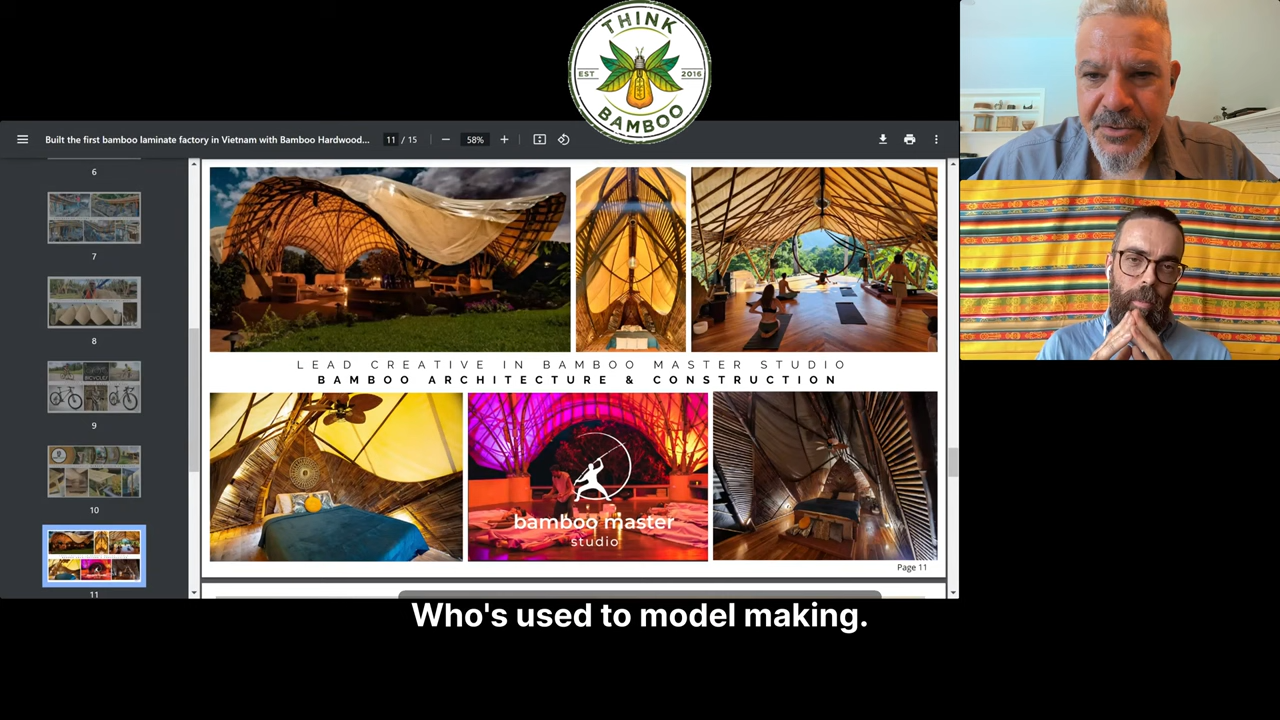 THINK
EST 2016
BAMBOO
Built the first bamboo laminate factory in Vietnam with Bamboo Hardwood... 11 / 15 58%
6
7
8
BICYCLES
9
10
11
LEAD CREATIVE IN BAMBOO MASTER STUDIO
BAMBOO ARCHITECTURE & CONSTRUCTION
bamboo master
studio
Page 11
Who's used to model making.